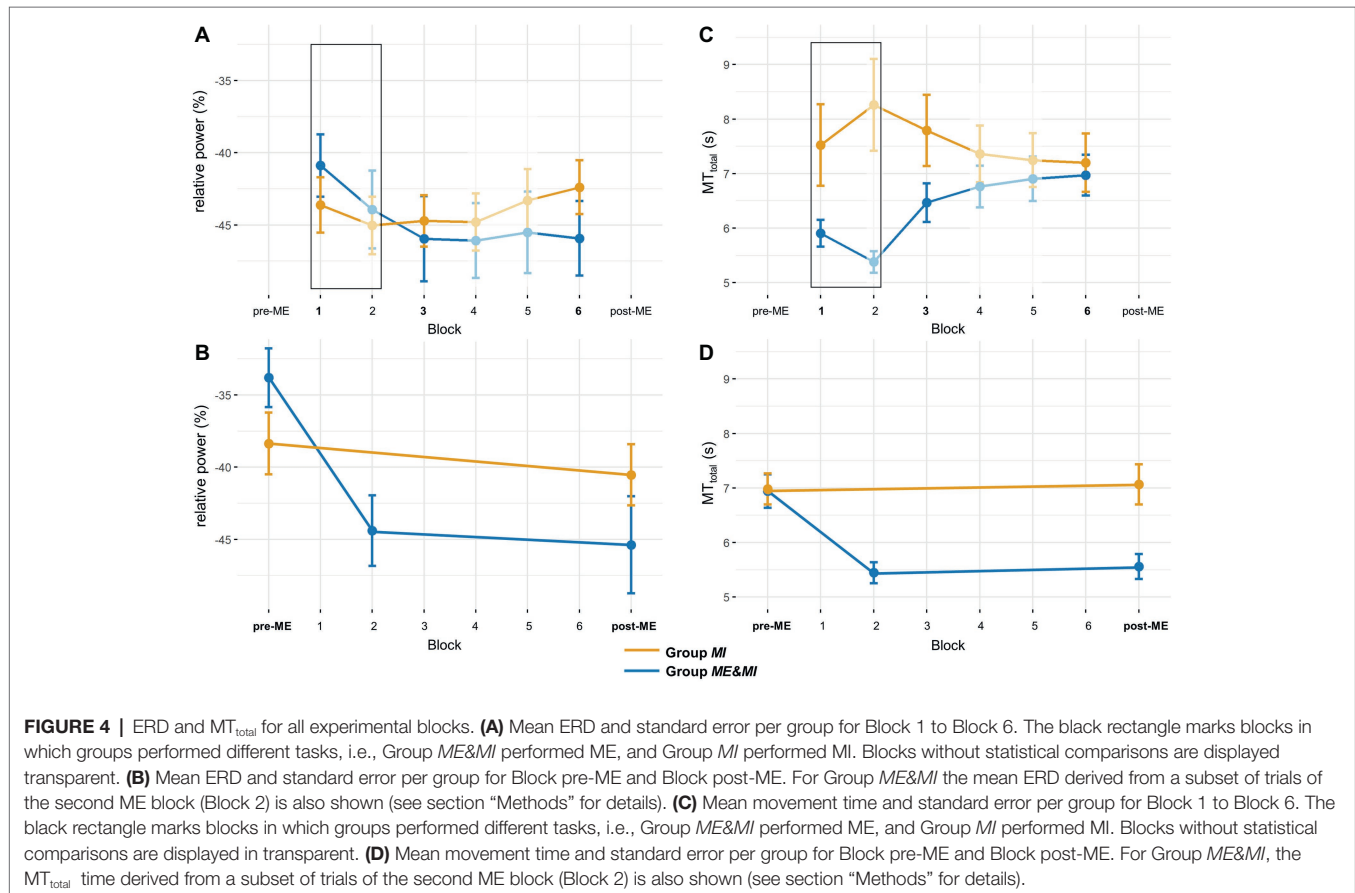 A
relative power (%)
-35
-40
-45
pre-ME 1 2 3 4 5 6 post-ME
Block
C
MTtotal (s)
9
8
7
6
5
pre-ME 1 2 3 4 5 6 post-ME
Block
B
relative power (%)
-35
-40
-45
pre-ME 1 2 3 4 5 6 post-ME
Block
D
MTtotal (s)
9
8
7
6
5
pre-ME 1 2 3 4 5 6 post-ME
Block
Group MI
Group ME&MI
FIGURE 4 | ERD and MTtotal for all experimental blocks. (A) Mean ERD and standard error per group for Block 1 to Block 6. The black rectangle marks blocks in
which groups performed different tasks, i.e., Group ME&MI performed ME, and Group MI performed MI. Blocks without statistical comparisons are displayed
transparent. (B) Mean ERD and standard error per group for Block pre-ME and Block post-ME. For Group ME&MI the mean ERD derived from a subset of trials of
the second ME block (Block 2) is also shown (see section “Methods” for details). (C) Mean movement time and standard error per group for Block 1 to Block 6. The
black rectangle marks blocks in which groups performed different tasks, i.e., Group ME&MI performed ME, and Group MI performed MI. Blocks without statistical
comparisons are displayed in transparent. (D) Mean movement time and standard error per group for Block pre-ME and Block post-ME. For Group ME&MI, the
MTtotal time derived from a subset of trials of the second ME block (Block 2) is also shown (see section “Methods” for details).